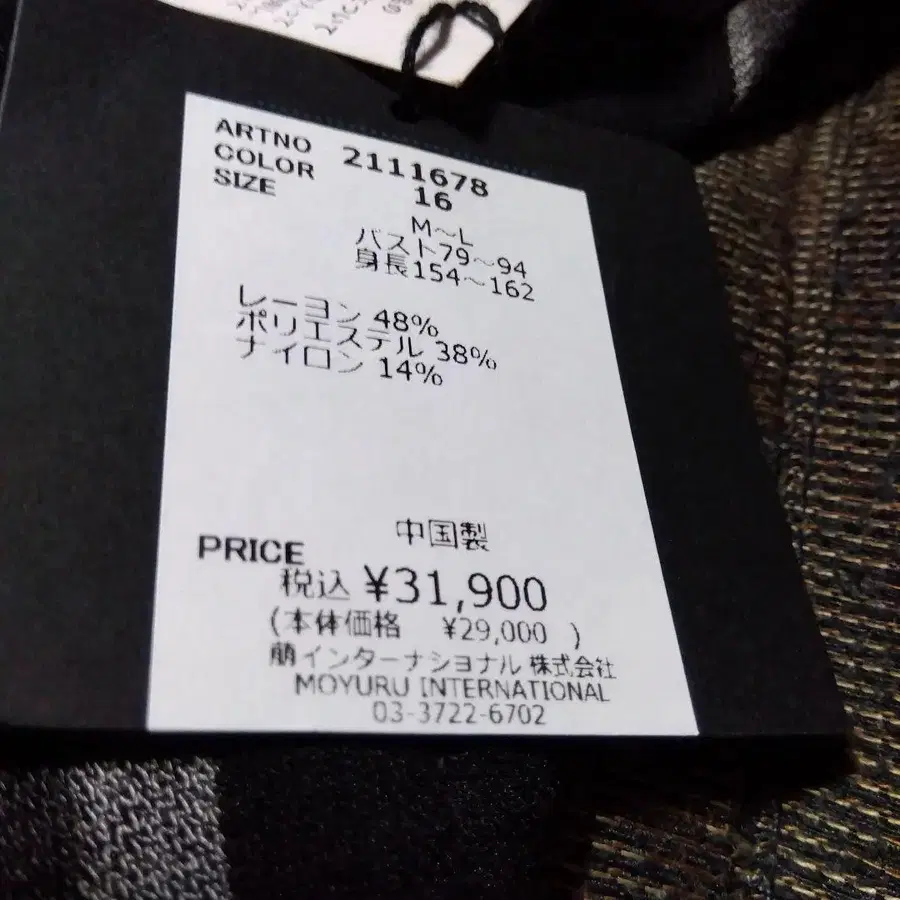 ARTNO 2111678
COLOR 16
SIZE
M～L
バスト79～94
身長154～162
レーヨン 48%
ポリエステル 38%
ナイロン 14%
中国製
PRICE
税込 ¥31,900
(本体価格 ¥29,000 )
萠インターナショナル 株式会社
MOYURU INTERNATIONAL
03-3722-6702